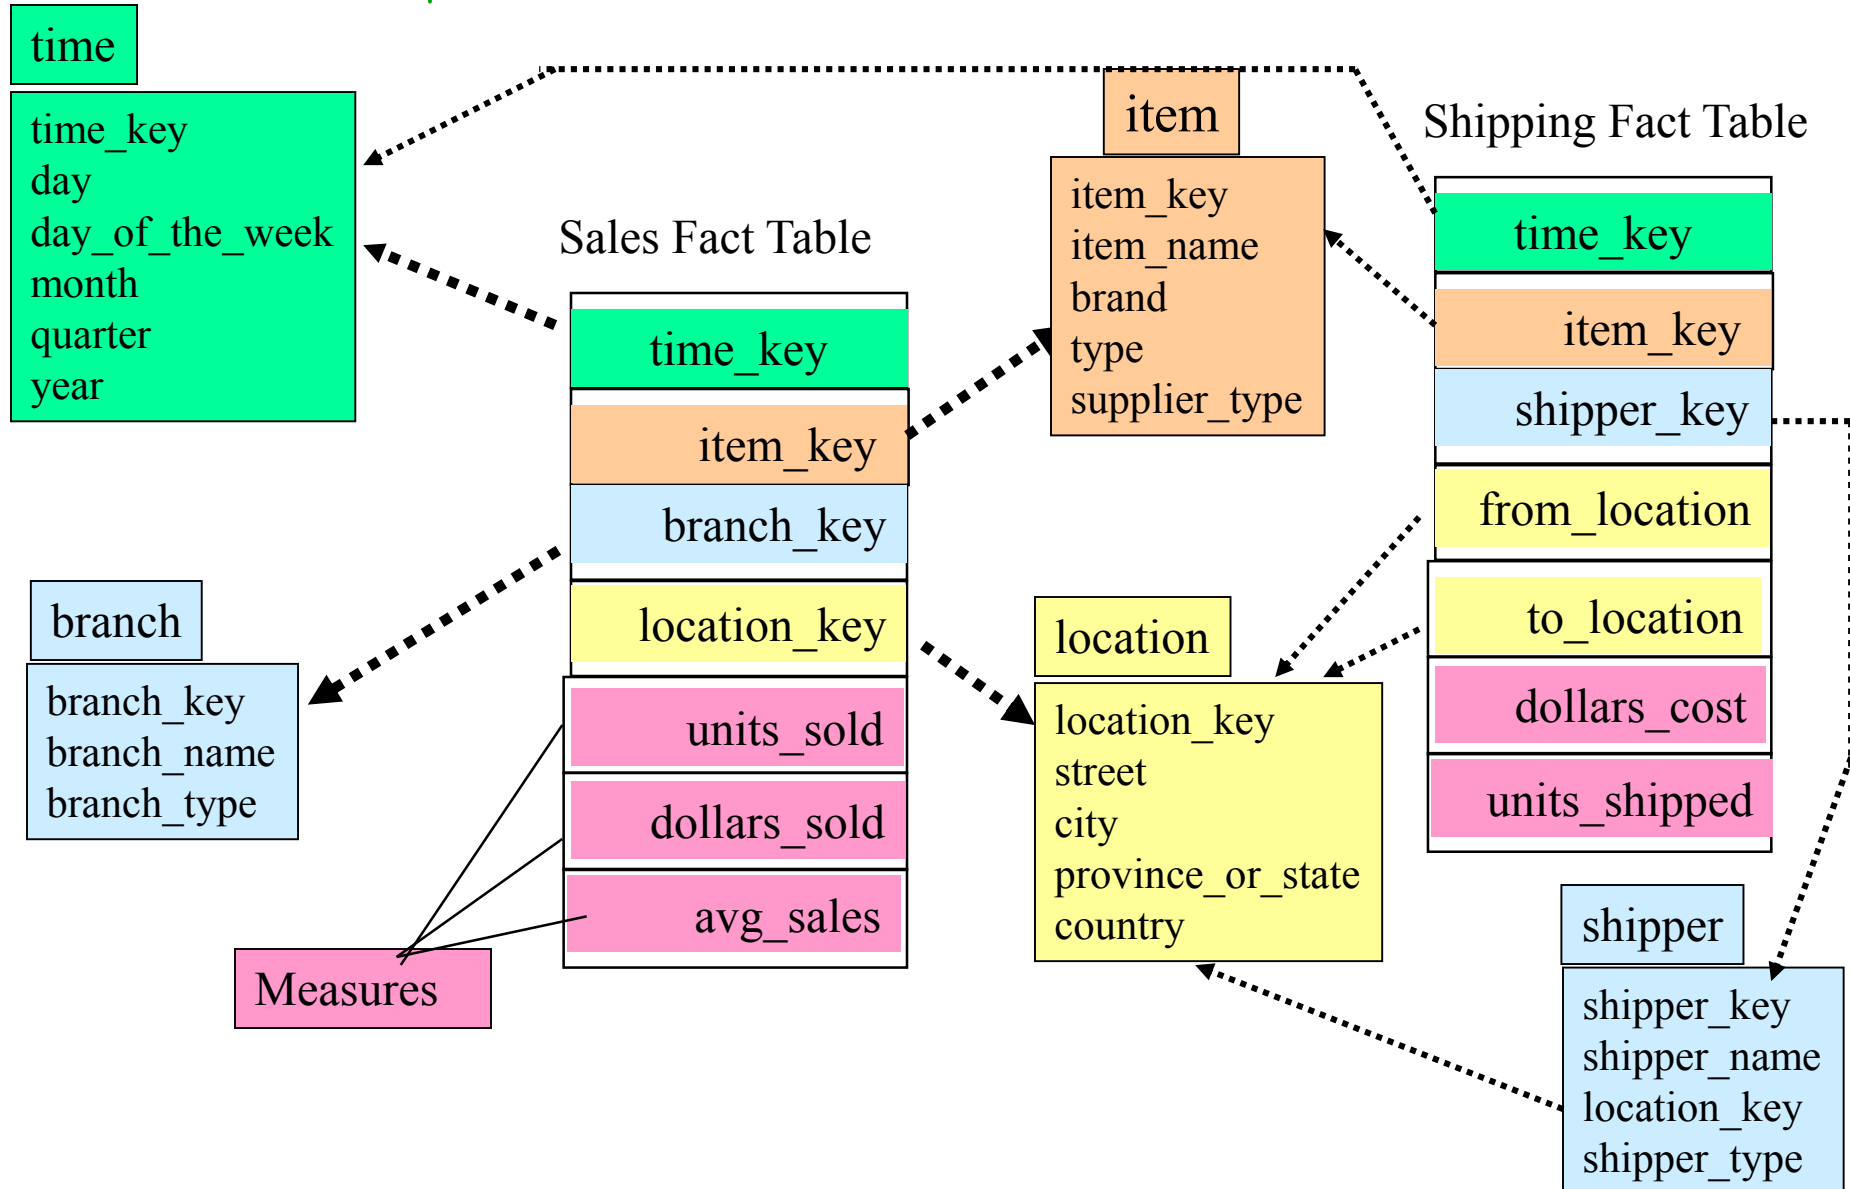 time
time_key
day
day_of_the_week
month
quarter
year
Sales Fact Table
time_key
item_key
branch_key
location_key
units_sold
dollars_sold
avg_sales
Measures
branch
branch_key
branch_name
branch_type
item
item_key
item_name
brand
type
supplier_type
location
location_key
street
city
province_or_state
country
Shipping Fact Table
time_key
item_key
shipper_key
from_location
to_location
dollars_cost
units_shipped
shipper
shipper_key
shipper_name
location_key
shipper_type